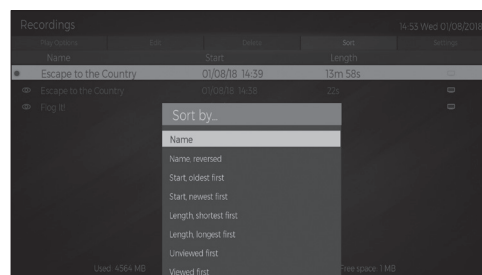 Recordings 14:53 Wed 01/08/2018
Play Options Edit Delete Sort Settings
Name Start Length
Escape to the Country 01/08/18 14:39 13m 58s
Escape to the Country 01/08/18 14:38 22s
Flog It!
Sort by...
Name
Name, reversed
Start, oldest first
Start, newest first
Length, shortest first
Length, longest first
Unviewed first
Viewed first
Used: 4564 MB Free space: 1 MB